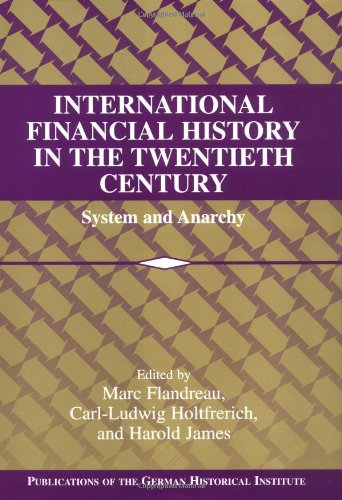 INTERNATIONAL
FINANCIAL HISTORY
IN THE TWENTIETH
CENTURY
System and Anarchy
Edited by
Marc Flandreau,
Carl-Ludwig Holtfrerich,
and Harold James
PUBLICATIONS OF THE GERMAN HISTORICAL INSTITUTE